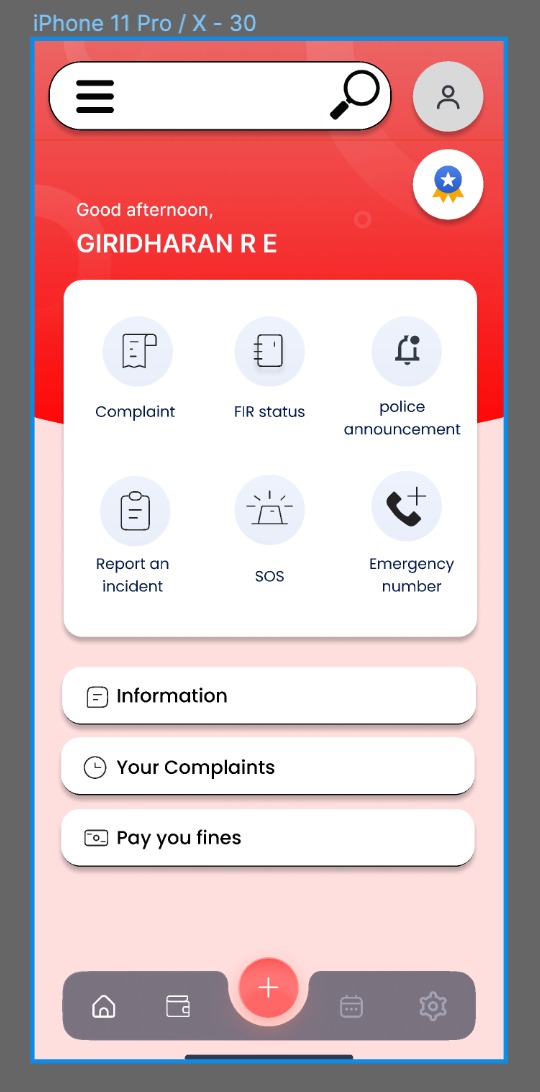 iPhone 11 Pro / X - 30
Good afternoon,
GIRIDHARAN R E
Complaint
FIR status
police
announcement
Report an
incident
SOS
Emergency
number
Information
Your Complaints
Pay you fines